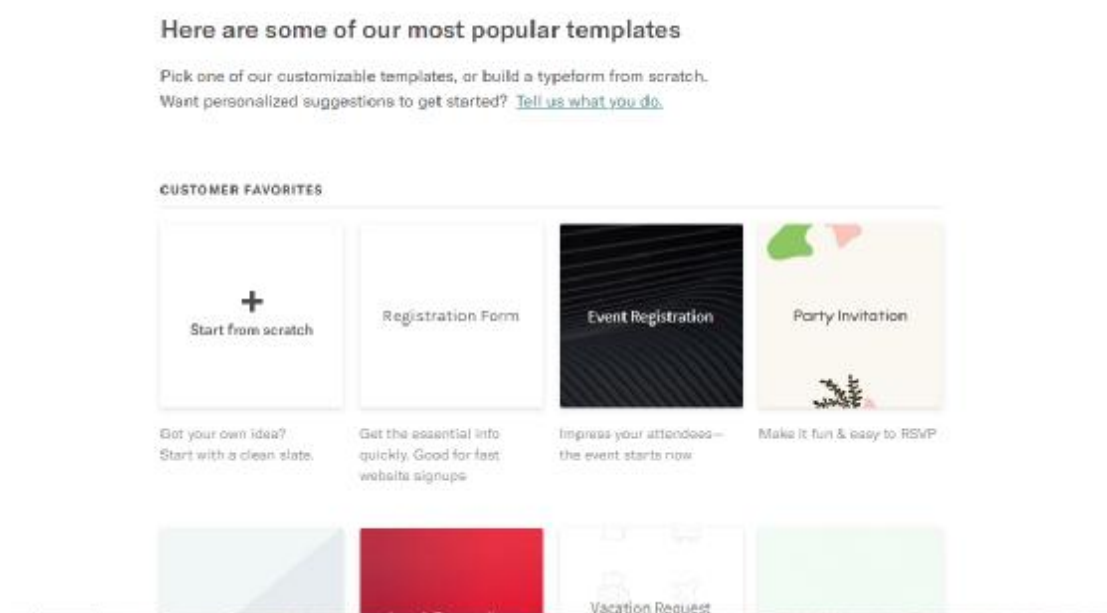 Here are some of our most popular templates
Pick one of our customizable templates, or build a typeform from scratch.
Want personalized suggestions to get started? Tell us what you do.
CUSTOMER FAVORITES
Start from scratch
Registration Form
Event Registration
Party Invitation
Got your own idea?
Start with a clean slate.
Get the essential info
quickly. Good for fast
website signups
Impress your attendees—
the event starts now
Make it fun & easy to RSVP
Vacation Request